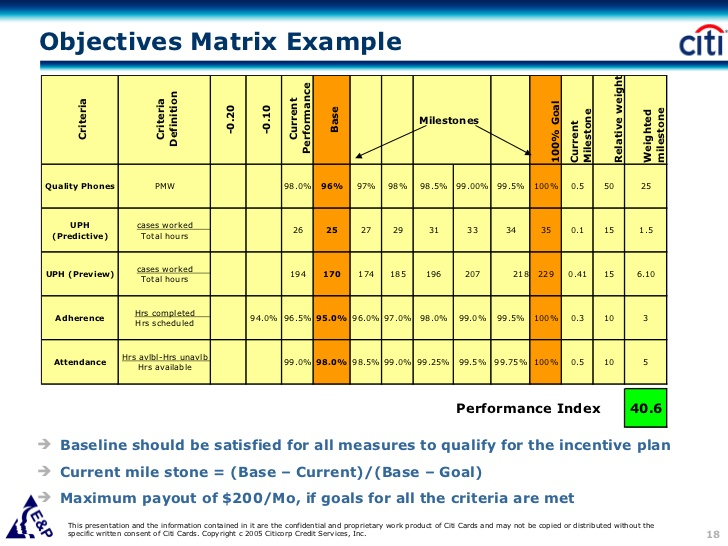 Objectives Matrix Example
citi
Criteria
Criteria
Definition
-0.20
-0.10
Current
Performance
Base
Milestones
100% Goal
Current
Milestone
Relative weight
Weighted
milestone
Quality Phones PMW 98.0% 96% 97% 98% 98.5% 99.00% 99.5% 100% 0.5 50 25
UPH
(Predictive)
cases worked
Total hours
26 25 27 29 31 33 34 35 0.1 15 1.5
UPH (Preview)
cases worked
Total hours
194 170 174 185 196 207 218 229 0.41 15 6.10
Adherence
Hrs completed
Hrs scheduled
94.0% 96.5% 95.0% 96.0% 97.0% 98.0% 99.0% 99.5% 100% 0.3 10 3
Attendance
Hrs avlbl-Hrs unavlb
Hrs available
99.0% 98.0% 98.5% 99.0% 99.25% 99.5% 99.75% 100% 0.5 10 5
Performance Index 40.6
Baseline should be satisfied for all measures to qualify for the incentive plan
Current mile stone = (Base – Current)/(Base – Goal)
Maximum payout of $200/Mo, if goals for all the criteria are met
E&P
This presentation and the information contained in it are the confidential and proprietary work product of Citi Cards and may not be copied or distributed without the
specific written consent of Citi Cards. Copyright c 2005 Citicorp Credit Services, Inc.
18